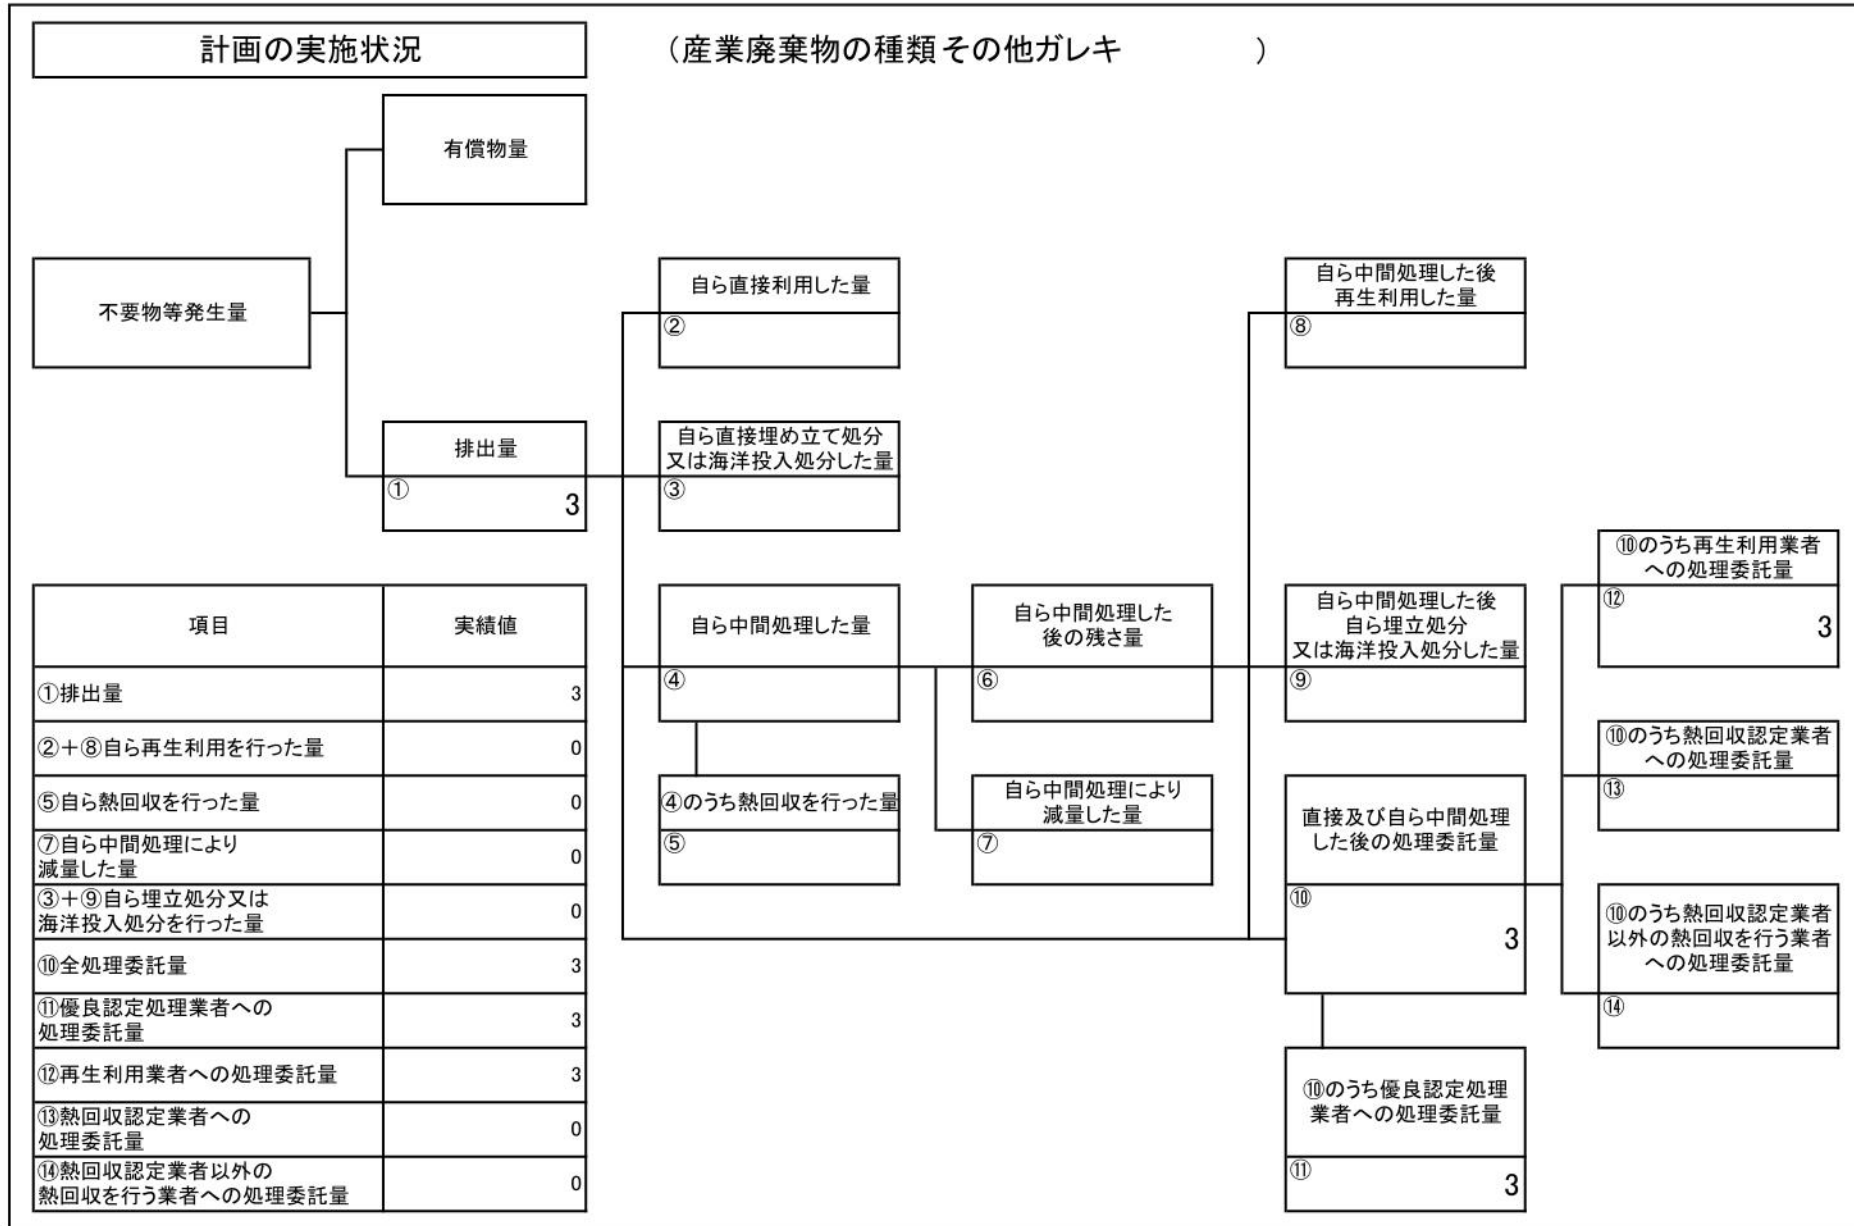 計画の実施状況
（産業廃棄物の種類その他ガレキ　　　　）
有償物量
不要物等発生量
排出量
①
3
自ら直接利用した量
②
自ら直接埋め立て処分
又は海洋投入処分した量
③
自ら中間処理した量
④
④のうち熱回収を行った量
⑤
自ら中間処理した
後の残さ量
⑥
自ら中間処理により
減量した量
⑦
自ら中間処理した後
再生利用した量
⑧
自ら中間処理した後
自ら埋立処分
又は海洋投入処分した量
⑨
直接及び自ら中間処理
した後の処理委託量
⑩
3
⑩のうち優良認定処理
業者への処理委託量
⑪
3
⑩のうち再生利用業者
への処理委託量
⑫
3
⑩のうち熱回収認定業者
への処理委託量
⑬
⑩のうち熱回収認定業者
以外の熱回収を行う業者
への処理委託量
⑭
項目 実績値
①排出量 3
②＋⑧自ら再生利用を行った量 0
⑤自ら熱回収を行った量 0
⑦自ら中間処理により
減量した量 0
③＋⑨自ら埋立処分又は
海洋投入処分を行った量 0
⑩全処理委託量 3
⑪優良認定処理業者への
処理委託量 3
⑫再生利用業者への処理委託量 3
⑬熱回収認定業者への
処理委託量 0
⑭熱回収認定業者以外の
熱回収を行う業者への処理委託量 0